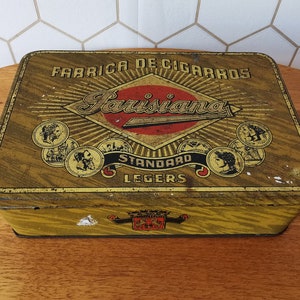 FABRICA DE CIGARROS
Parisiana
STANDARD
LEGERS